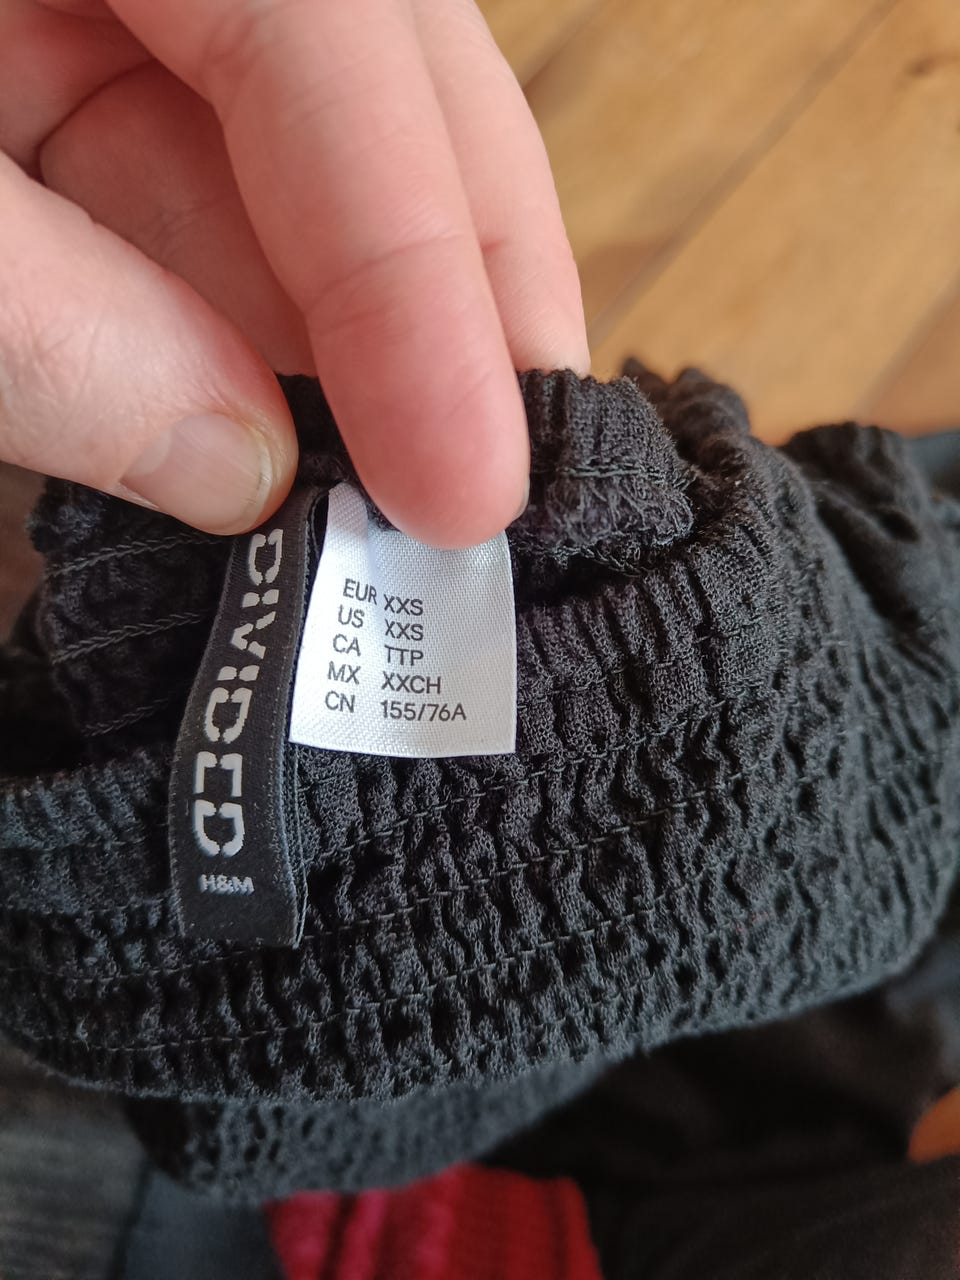 DIVIDED
H&M
EUR XXS
US XXS
CA TTP
MX XXCH
CN 155/76A